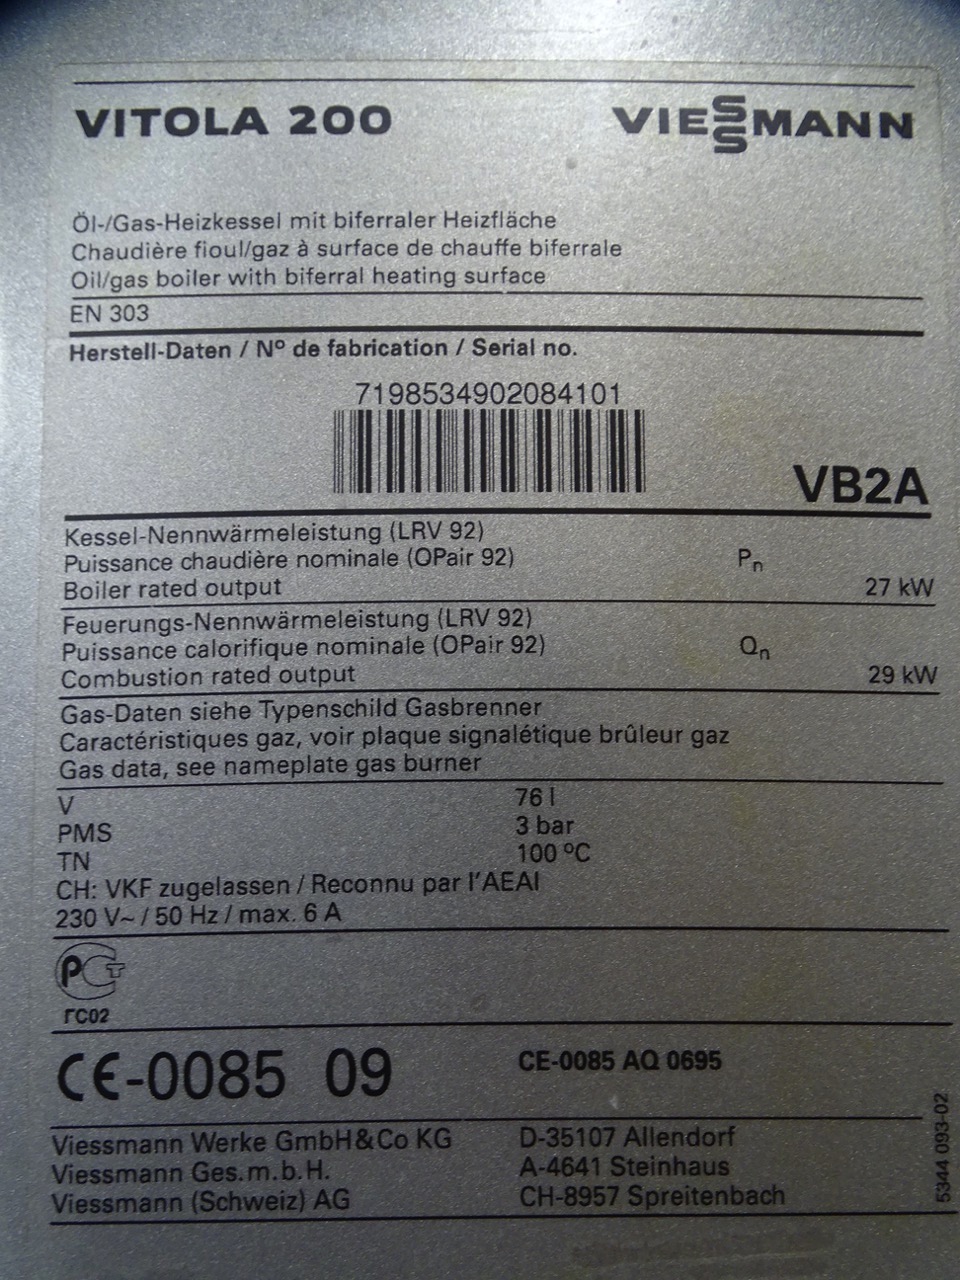 VITOLA 200 VIESSMANN
Öl-/Gas-Heizkessel mit biferraler Heizfläche
Chaudière fioul/gaz à surface de chauffe biferrale
Oil/gas boiler with biferral heating surface
EN 303
Herstell-Daten / Nº de fabrication / Serial no.
7198534902084101
VB2A
Kessel-Nennwärmeleistung (LRV 92)
Puissance chaudière nominale (OPair 92) Pn
Boiler rated output 27 kW
Feuerungs-Nennwärmeleistung (LRV 92)
Puissance calorifique nominale (OPair 92) Qn
Combustion rated output 29 kW
Gas-Daten siehe Typenschild Gasbrenner
Caractéristiques gaz, voir plaque signalétique brûleur gaz
Gas data, see nameplate gas burner
V 76 l
PMS 3 bar
TN 100 ºC
CH: VKF zugelassen / Reconnu par l'AEAI
230 V~ / 50 Hz / max. 6 A
РСТ
ГС02
CE-0085 09 CE-0085 AQ 0695
Viessmann Werke GmbH&Co KG D-35107 Allendorf
Viessmann Ges.m.b.H. A-4641 Steinhaus
Viessmann (Schweiz) AG CH-8957 Spreitenbach
5344 093-02